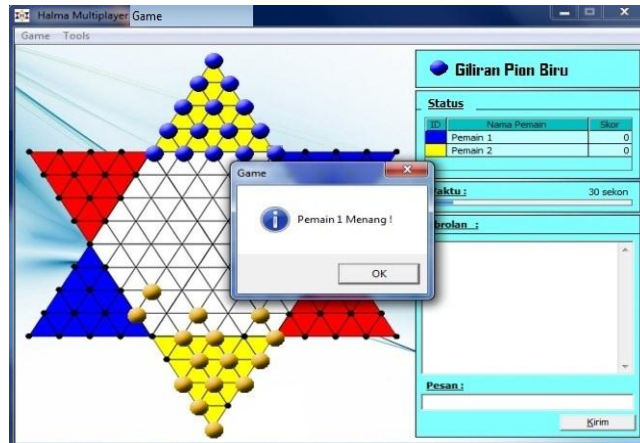 Halma Multiplayer Game
Game Tools
Giliran Pion Biru
Status
ID Nama Pemain Skor
Pemain 1 0
Pemain 2 0
Game
Pemain 1 Menang !
OK
aktu : 30 sekon
brolan :
Pesan :
Kirim